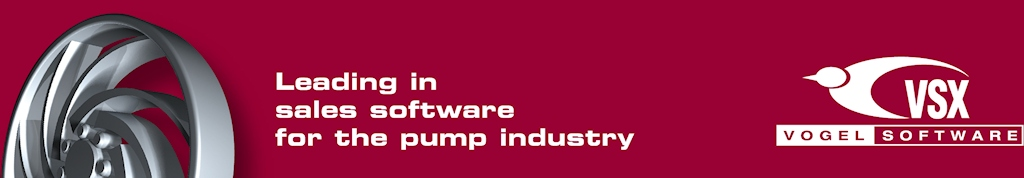 Leading in
sales software
for the pump industry
VSX
VOGEL SOFTWARE